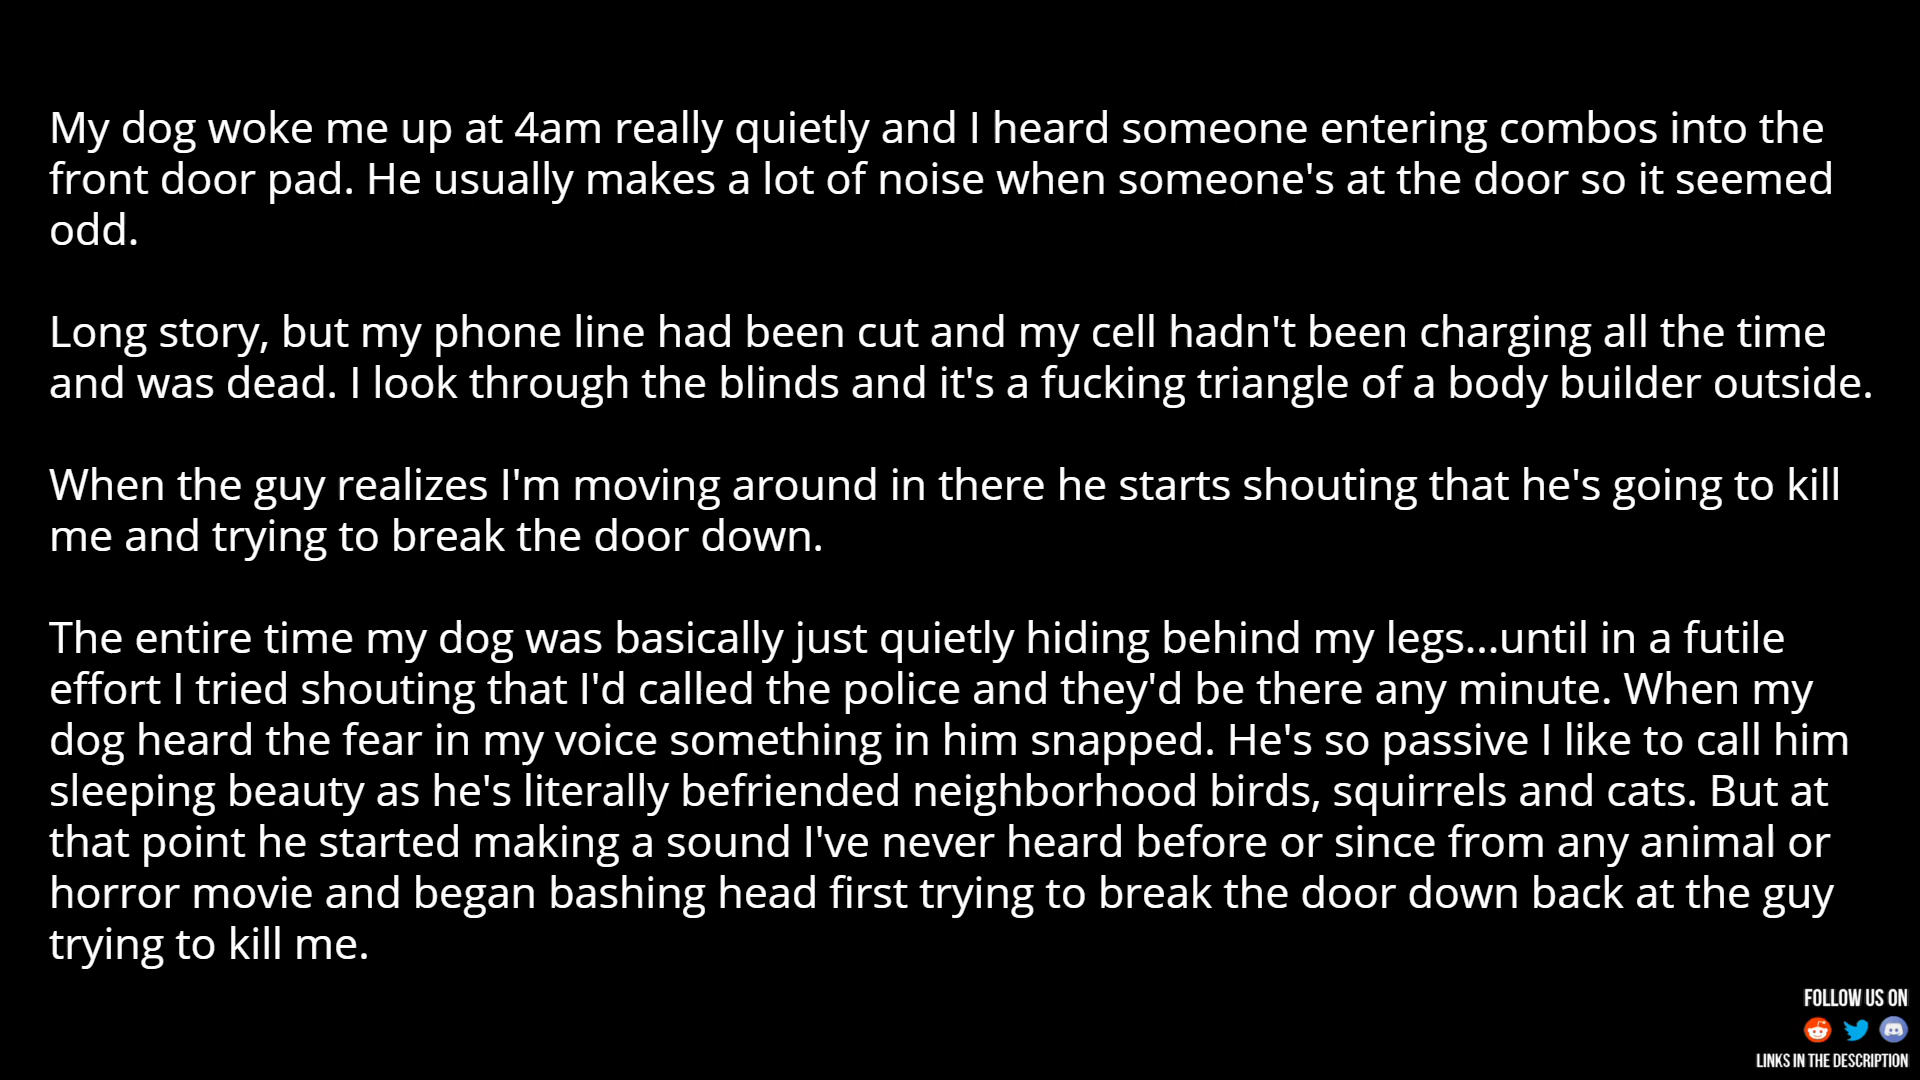 My dog woke me up at 4am really quietly and I heard someone entering combos into the
front door pad. He usually makes a lot of noise when someone's at the door so it seemed
odd.
Long story, but my phone line had been cut and my cell hadn't been charging all the time
and was dead. I look through the blinds and it's a fucking triangle of a body builder outside.
When the guy realizes I'm moving around in there he starts shouting that he's going to kill
me and trying to break the door down.
The entire time my dog was basically just quietly hiding behind my legs...until in a futile
effort I tried shouting that I'd called the police and they'd be there any minute. When my
dog heard the fear in my voice something in him snapped. He's so passive I like to call him
sleeping beauty as he's literally befriended neighborhood birds, squirrels and cats. But at
that point he started making a sound I've never heard before or since from any animal or
horror movie and began bashing head first trying to break the door down back at the guy
trying to kill me.
FOLLOW US ON
LINKS IN THE DESCRIPTION